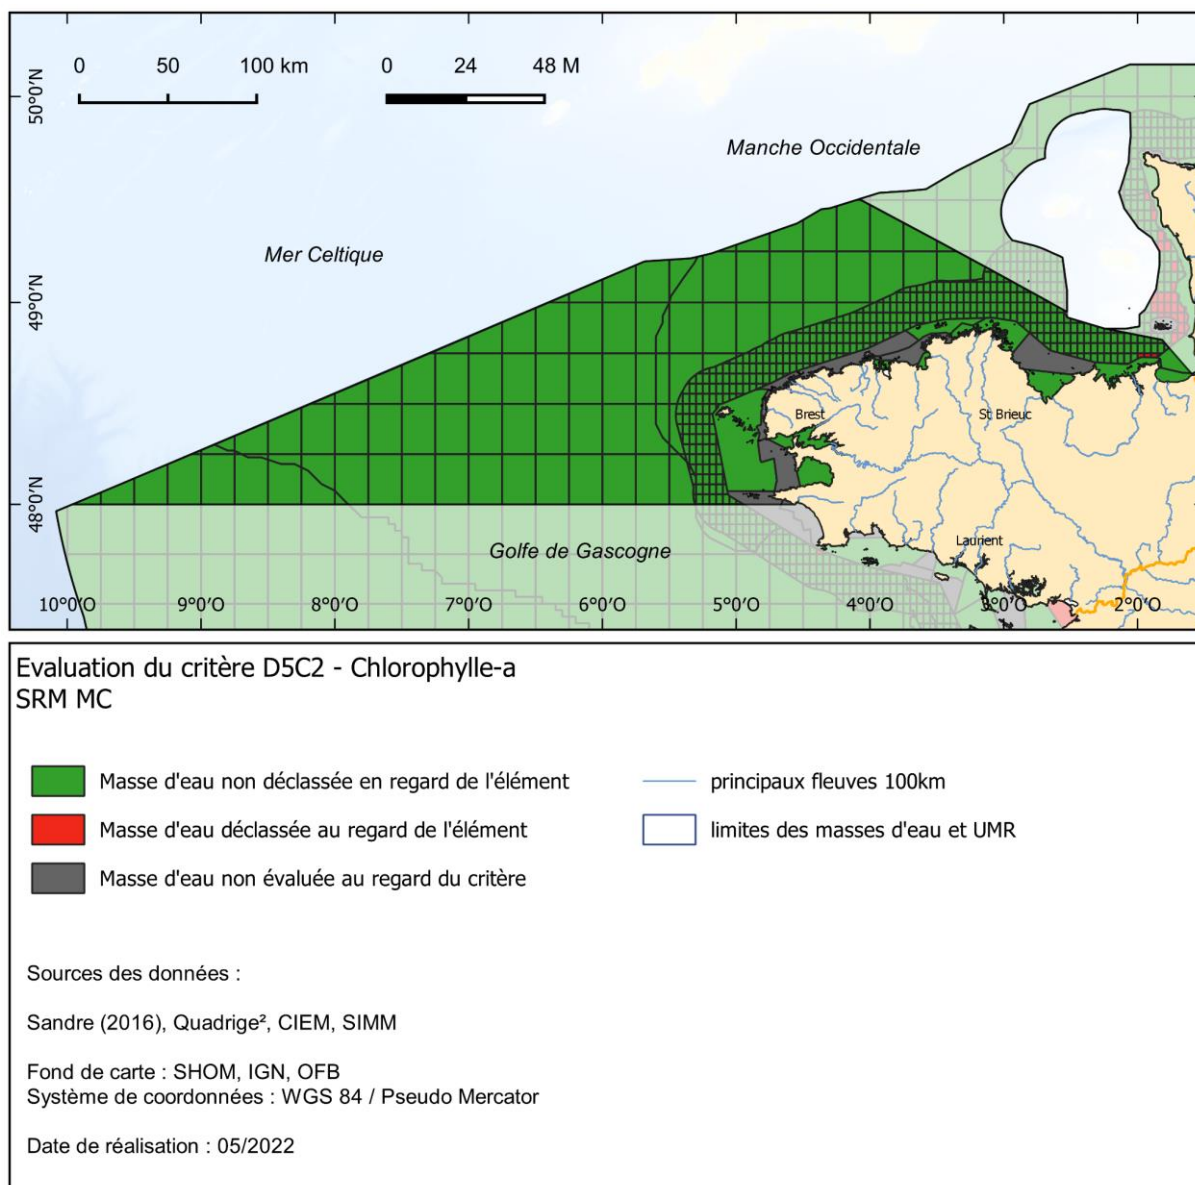 0 50 100 km 0 24 48 M
50°0'N
Manche Occidentale
Mer Celtique
49°0'N
Brest
St Brieuc
48°0'N
Laurient
Golfe de Gascogne
10°0'O 9°0'O 8°0'O 7°0'O 6°0'O 5°0'O 4°0'O 3°0'O 2°0'O
Evaluation du critère D5C2 - Chlorophylle-a
SRM MC
Masse d'eau non déclassée en regard de l'élément
principaux fleuves 100km
Masse d'eau déclassée au regard de l'élément
limites des masses d'eau et UMR
Masse d'eau non évaluée au regard du critère
Sources des données :
Sandre (2016), Quadrige², CIEM, SIMM
Fond de carte : SHOM, IGN, OFB
Système de coordonnées : WGS 84 / Pseudo Mercator
Date de réalisation : 05/2022